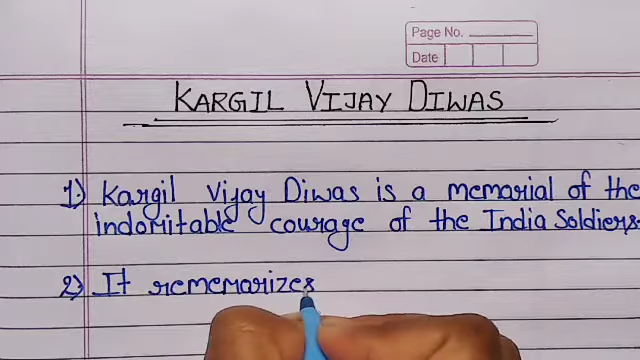 Page No.
Date
KARGIL VIJAY DIWAS
1) Kargil Vijay Diwas is a memorial of the
indomitable courage of the India Soldiers.
2) It rememarizes